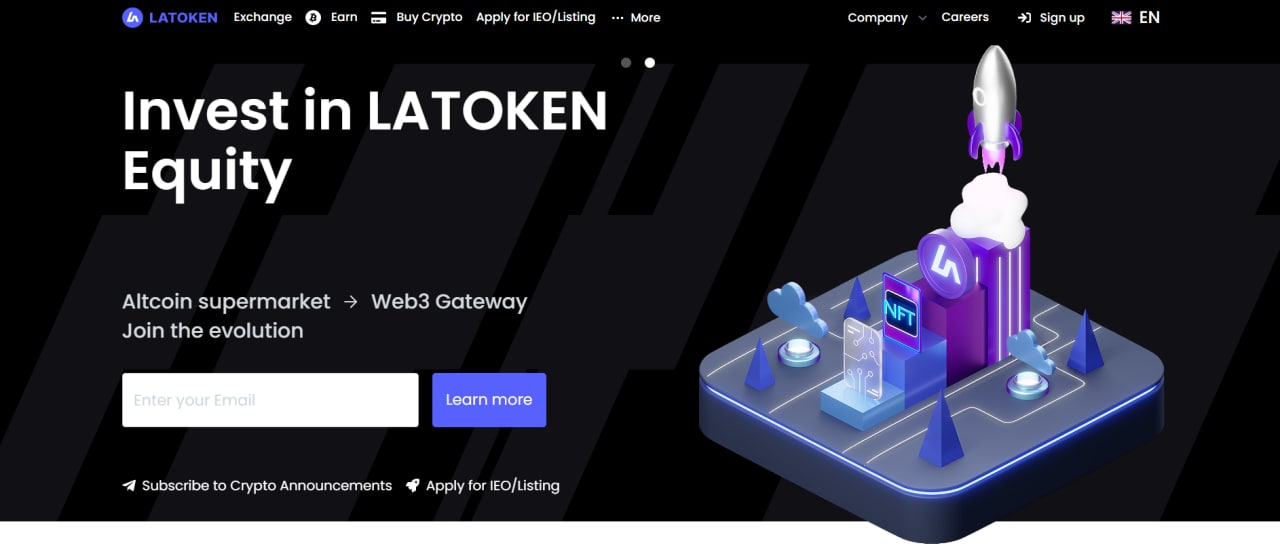 LATOKEN Exchange Earn Buy Crypto Apply for IEO/Listing More Company Careers Sign up EN
Invest in LATOKEN
Equity
Altcoin supermarket → Web3 Gateway
Join the evolution
NFT
Enter your Email Learn more
Subscribe to Crypto Announcements Apply for IEO/Listing